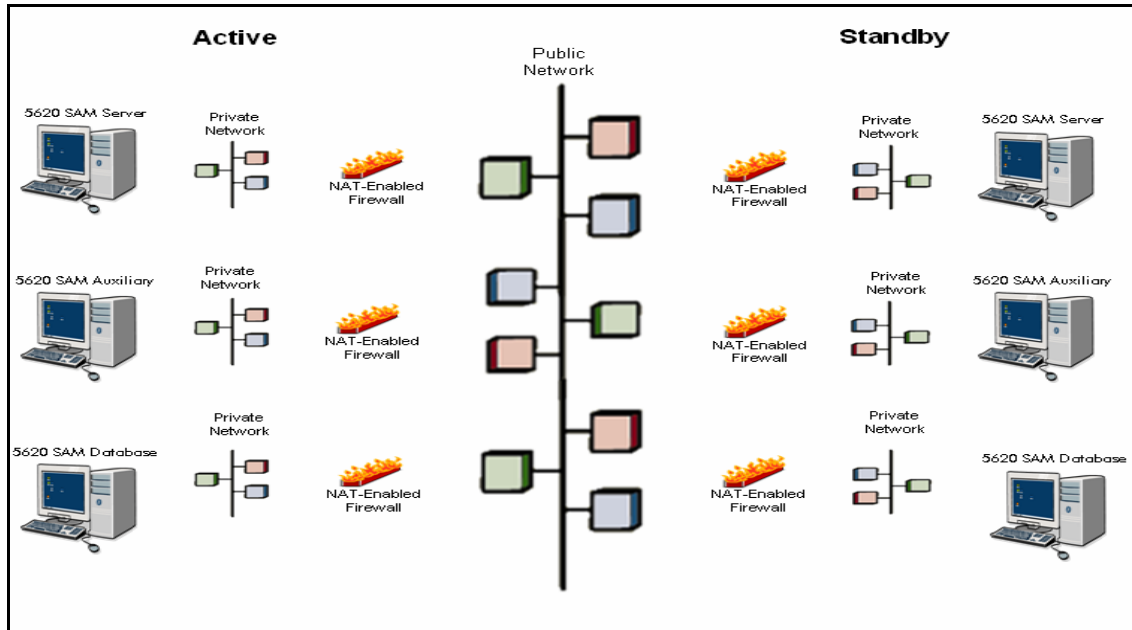 Active
Standby
Public
Network
5620 SAM Server
Private
Network
NAT-Enabled
Firewall
NAT-Enabled
Firewall
Private
Network
5620 SAM Server
5620 SAM Auxiliary
Private
Network
NAT-Enabled
Firewall
NAT-Enabled
Firewall
Private
Network
5620 SAM Auxiliary
5620 SAM Database
Private
Network
NAT-Enabled
Firewall
NAT-Enabled
Firewall
Private
Network
5620 SAM Database